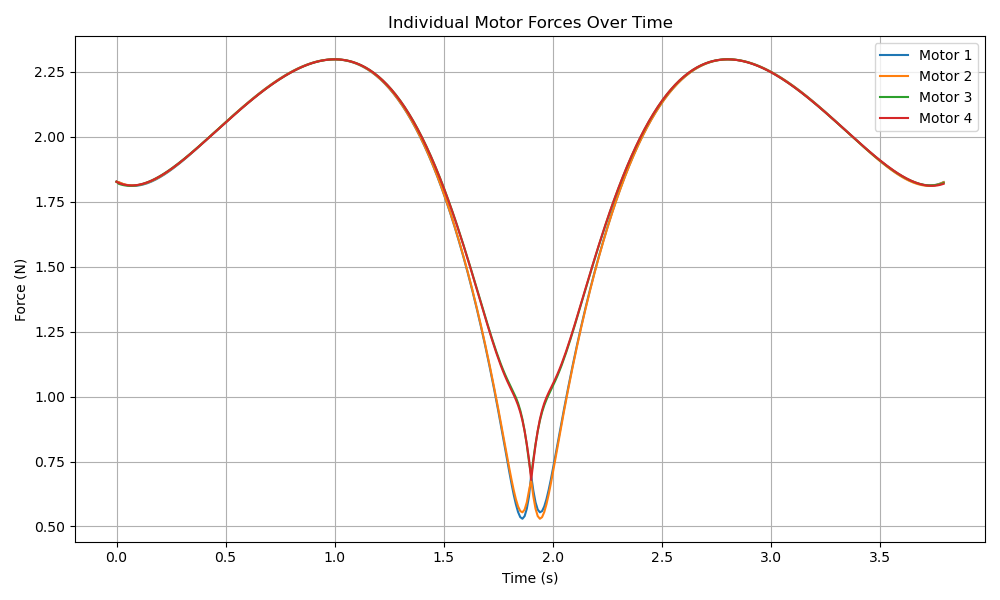 Individual Motor Forces Over Time
Motor 1
Motor 2
Motor 3
Motor 4
Force (N)
2.25
2.00
1.75
1.50
1.25
1.00
0.75
0.50
0.0 0.5 1.0 1.5 2.0 2.5 3.0 3.5
Time (s)